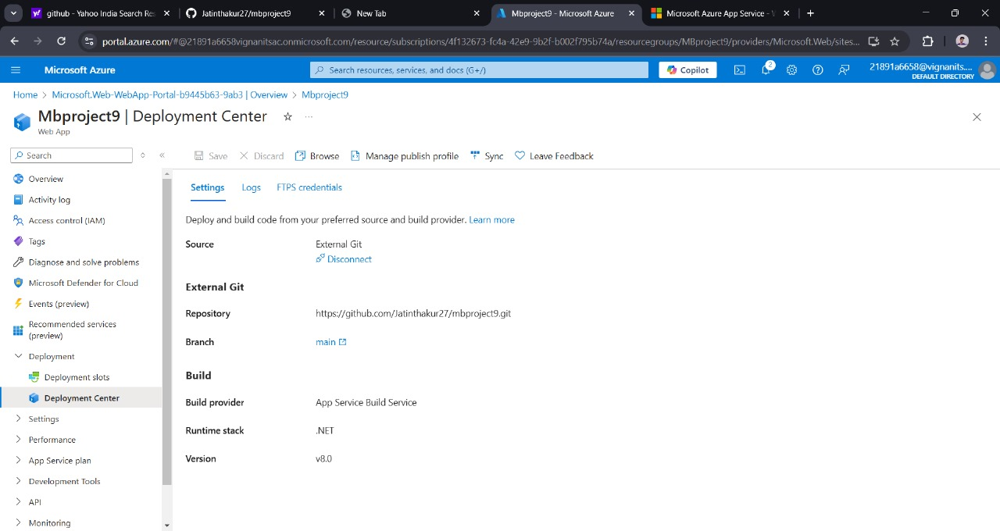 github - Yahoo India Search Res
Jatinthakur27/mbproject9
New Tab
Mbproject9 - Microsoft Azure
Microsoft Azure App Service - W
portal.azure.com/#@21891a6658vignanitsac.onmicrosoft.com/resource/subscriptions/4f132673-fc4a-42e9-9b2f-b002f795b74a/resourcegroups/MBproject9/providers/Microsoft.Web/sites...
Microsoft Azure
Search resources, services, and docs (G+/)
Copilot
2
21891a6658@vignanits....
DEFAULT DIRECTORY
Home > Microsoft.Web-WebApp-Portal-b9445b63-9ab3 | Overview > Mbproject9
Mbproject9 | Deployment Center
Web App
Search
Save
Discard
Browse
Manage publish profile
Sync
Leave Feedback
Overview
Activity log
Access control (IAM)
Tags
Diagnose and solve problems
Microsoft Defender for Cloud
Events (preview)
Recommended services
(preview)
Deployment
Deployment slots
Deployment Center
Settings
Performance
App Service plan
Development Tools
API
Monitoring
Settings
Logs
FTPS credentials
Deploy and build code from your preferred source and build provider. Learn more
Source
External Git
Disconnect
External Git
Repository
https://github.com/Jatinthakur27/mbproject9.git
Branch
main
Build
Build provider
App Service Build Service
Runtime stack
.NET
Version
v8.0